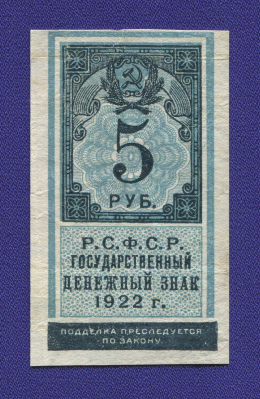 5
РУБ.
Р.С.Ф.С.Р.
ГОСУДАРСТВЕННЫЙ
ДЕНЕЖНЫЙ ЗНАК
1922 г.
ПОДДЕЛКА ПРЕСЛЕДУЕТСЯ
ПО ЗАКОНУ.